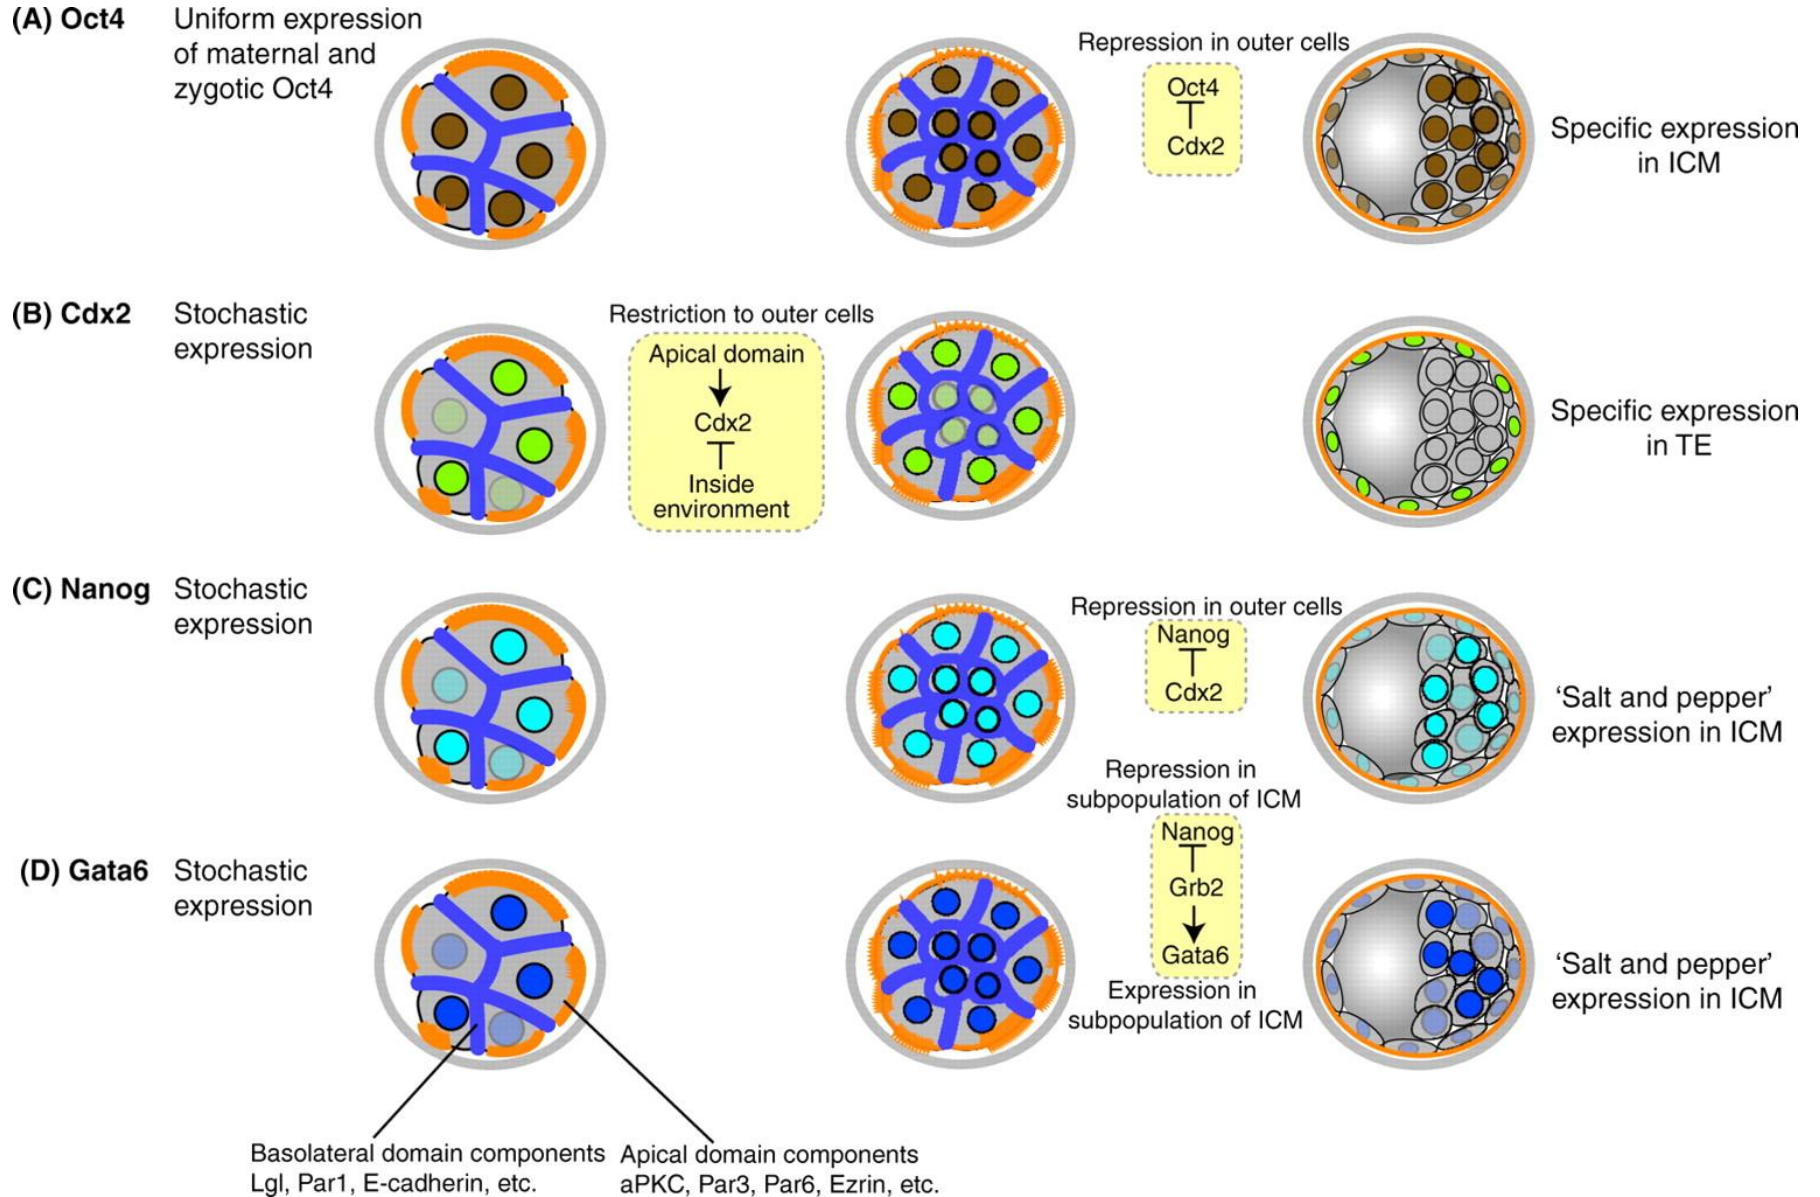 (A) Oct4
Uniform expression
of maternal and
zygotic Oct4
Repression in outer cells
Oct4
Cdx2
Specific expression
in ICM
(B) Cdx2
Stochastic
expression
Restriction to outer cells
Apical domain
Cdx2
Inside
environment
Specific expression
in TE
(C) Nanog
Stochastic
expression
Repression in outer cells
Nanog
Cdx2
‘Salt and pepper’
expression in ICM
Repression in
subpopulation of ICM
Nanog
Grb2
Gata6
Expression in
subpopulation of ICM
(D) Gata6
Stochastic
expression
‘Salt and pepper’
expression in ICM
Basolateral domain components
Lgl, Par1, E-cadherin, etc.
Apical domain components
aPKC, Par3, Par6, Ezrin, etc.